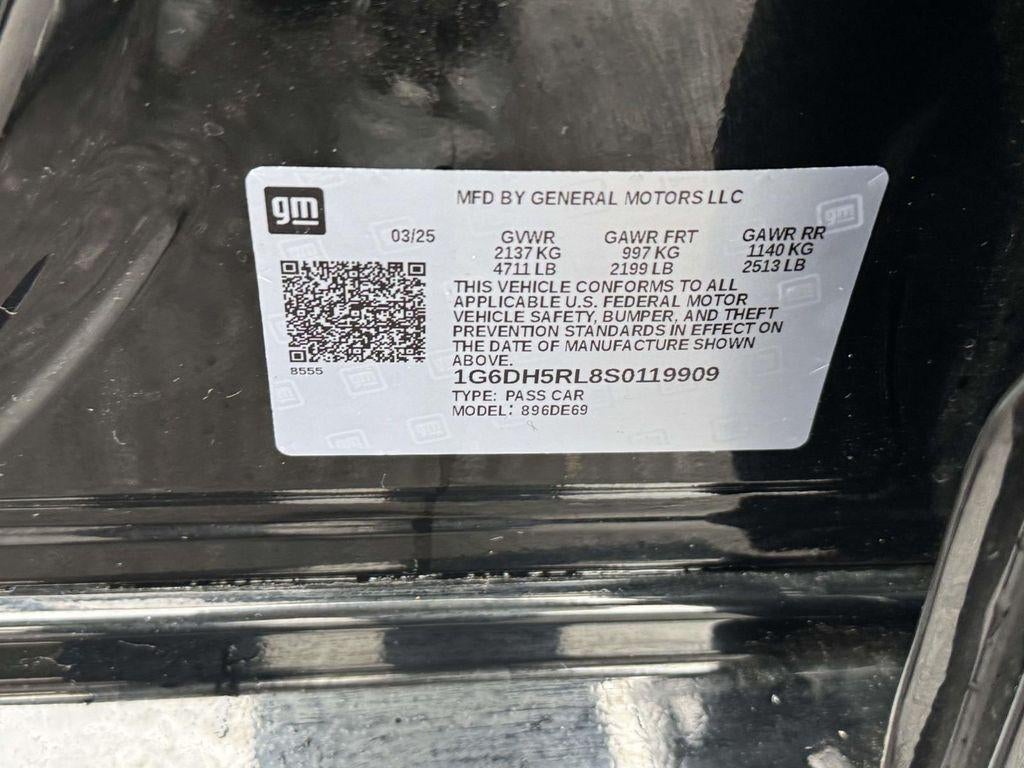 gm
MFD BY GENERAL MOTORS LLC
03/25 GVWR GAWR FRT GAWR RR
2137 KG 997 KG 1140 KG
4711 LB 2199 LB 2513 LB
THIS VEHICLE CONFORMS TO ALL
APPLICABLE U.S. FEDERAL MOTOR
VEHICLE SAFETY, BUMPER, AND THEFT
PREVENTION STANDARDS IN EFFECT ON
THE DATE OF MANUFACTURE SHOWN
ABOVE.
8555
1G6DH5RL8S0119909
TYPE: PASS CAR
MODEL: 896DE69